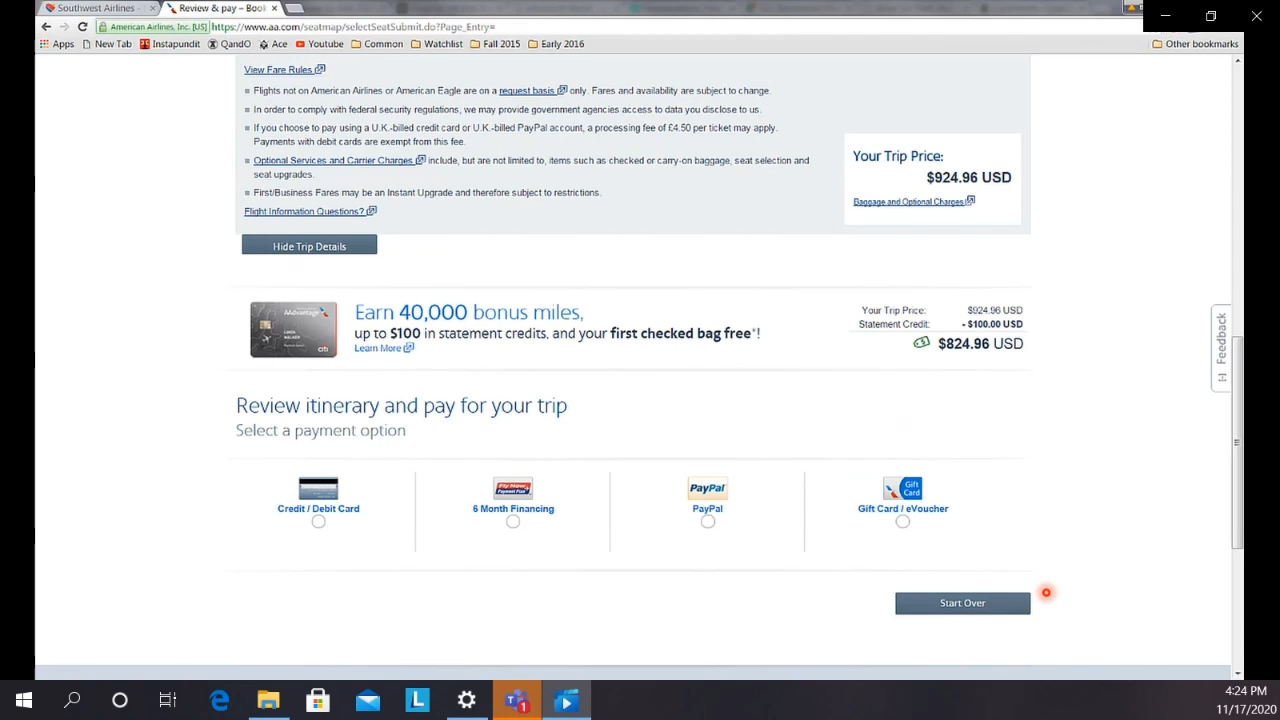 Southwest Airlines -
Review & pay – Book
American Airlines, Inc. [US]
https://www.aa.com/seatmap/selectSeatSubmit.do?Page_Entry=
Apps New Tab Instapundit QandO Ace Youtube Common Watchlist Fall 2015 Early 2016 Other bookmarks
View Fare Rules
Flights not on American Airlines or American Eagle are on a request basis only. Fares and availability are subject to change.
In order to comply with federal security regulations, we may provide government agencies access to data you disclose to us.
If you choose to pay using a U.K.-billed credit card or U.K.-billed PayPal account, a processing fee of £4.50 per ticket may apply.
Payments with debit cards are exempt from this fee.
Optional Services and Carrier Charges include, but are not limited to, items such as checked or carry-on baggage, seat selection and
seat upgrades.
First/Business Fares may be an Instant Upgrade and therefore subject to restrictions.
Flight Information Questions?
Your Trip Price:
$924.96 USD
Baggage and Optional Charges
Hide Trip Details
AAdvantage
citi
Earn 40,000 bonus miles,
up to $100 in statement credits, and your first checked bag free*!
Learn More
Your Trip Price: $924.96 USD
Statement Credit: - $100.00 USD
$824.96 USD
[-] Feedback
Review itinerary and pay for your trip
Select a payment option
Fly Now
Payment Plan
PayPal
Gift
Card
Credit / Debit Card
6 Month Financing
PayPal
Gift Card / eVoucher
Start Over
L
1
4:24 PM
11/17/2020